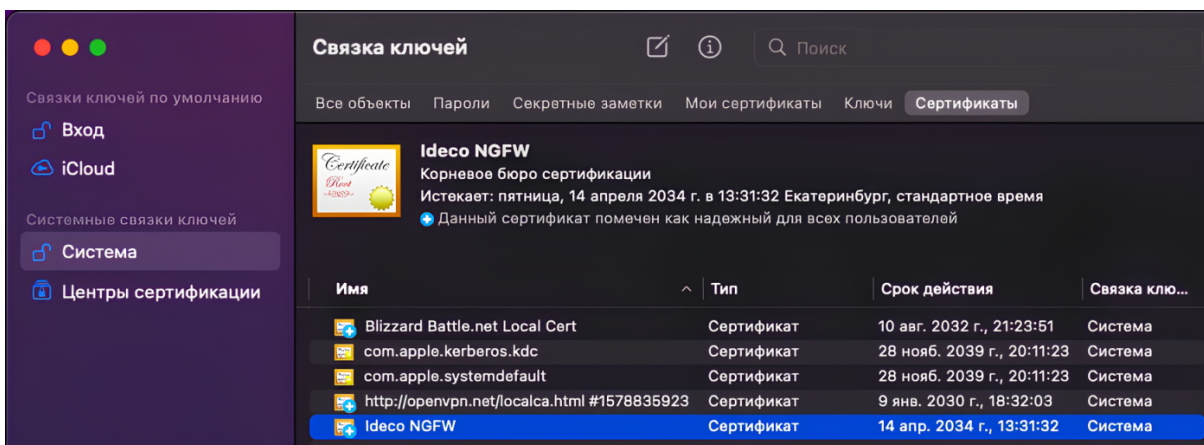 Связка ключей
Поиск
Связки ключей по умолчанию
Вход
iCloud
Системные связки ключей
Система
Центры сертификации
Все объекты Пароли Секретные заметки Мои сертификаты Ключи Сертификаты
Certificate
Root
Ideco NGFW
Корневое бюро сертификации
Истекает: пятница, 14 апреля 2034 г. в 13:31:32 Екатеринбург, стандартное время
Данный сертификат помечен как надежный для всех пользователей
Имя Тип Срок действия Связка клю...
Blizzard Battle.net Local Cert Сертификат 10 авг. 2032 г., 21:23:51 Система
com.apple.kerberos.kdc Сертификат 28 нояб. 2039 г., 20:11:23 Система
com.apple.systemdefault Сертификат 28 нояб. 2039 г., 20:11:23 Система
http://openvpn.net/localca.html #1578835923 Сертификат 9 янв. 2030 г., 18:32:03 Система
Ideco NGFW Сертификат 14 апр. 2034 г., 13:31:32 Система